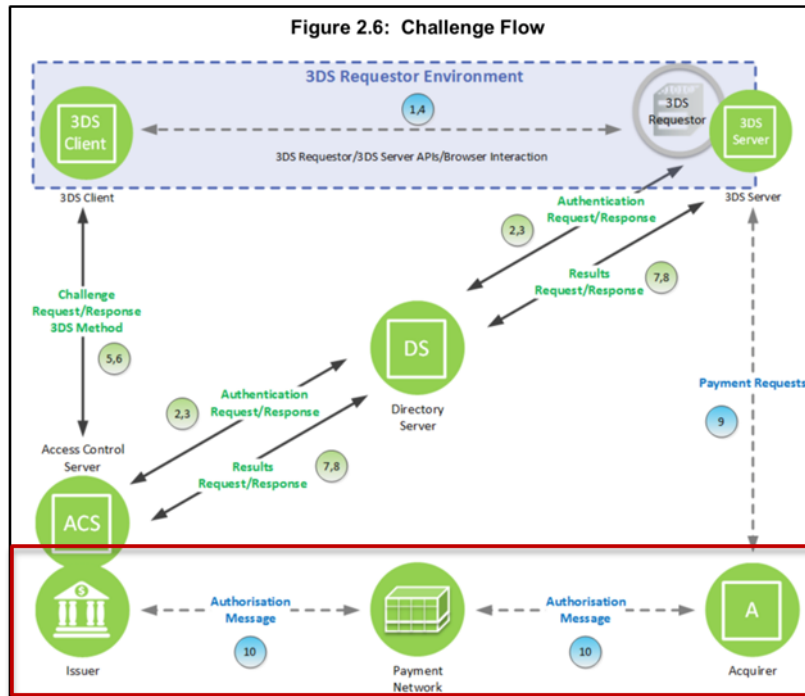 Figure 2.6:  Challenge Flow
3DS Requestor Environment
3DS
Client
1,4
3DS
Requestor
3DS
Server
3DS Requestor/3DS Server APIs/Browser Interaction
3DS Client
3DS Server
Authentication
Request/Response
2,3
Results
Request/Response
7,8
Challenge
Request/Response
3DS Method
5,6
DS
Directory
Server
Payment Requests
9
Authentication
Request/Response
2,3
Access Control
Server
Results
Request/Response
7,8
ACS
Authorisation
Message
10
Authorisation
Message
10
A
$
Issuer
Payment
Network
Acquirer